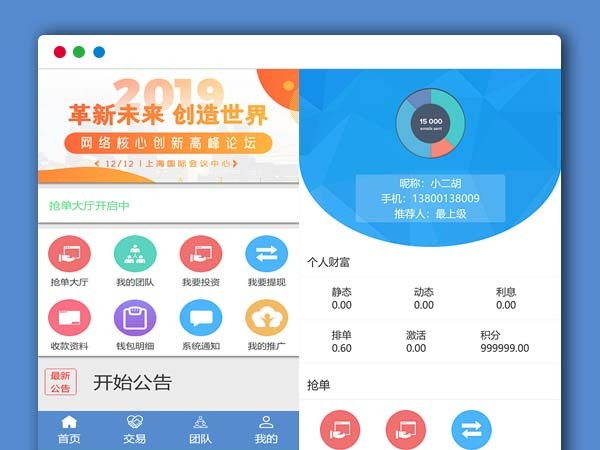 2019
革新未来 创造世界
网络核心创新高峰论坛
12/12 | 上海国际会议中心
抢单大厅开启中
抢单大厅 我的团队 我要投资 我要提现
收款资料 钱包明细 系统通知 我的推广
最新
公告
开始公告
首页 交易 团队 我的
15 000
emails sent
昵称：小二胡
手机：13800138009
推荐人：最上级
个人财富
静态 动态 利息
0.00 0.00 0.00
排单 激活 积分
0.60 0.00 999999.00
抢单